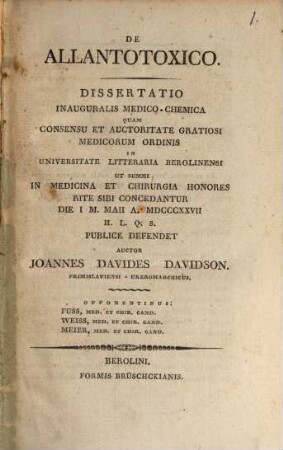 1.
DE
ALLANTOTOXICO.
DISSERTATIO
INAUGURALIS MEDICO-CHEMICA
QUAM
CONSENSU ET AUCTORITATE GRATIOSI
MEDICORUM ORDINIS
IN
UNIVERSITATE LITTERARIA BEROLINENSI
UT SUMMI
IN MEDICINA ET CHIRURGIA HONORES
RITE SIBI CONCEDANTUR
DIE I M. MAII A. MDCCCXXVII
H. L. Q. S.
PUBLICE DEFENDET
AUCTOR
JOANNES DAVIDES DAVIDSON.
PRIMISLAVIENSI - UKEROMARCHICUS.
OPPONENTIBUS:
FUSS, MED. ET CHIR. CAND.
WEISS, MED. ET CHIR. CAND.
MEIER, MED. ET CHIR. CAND.
BEROLINI.
FORMIS BRÜSCHCKIANIS.